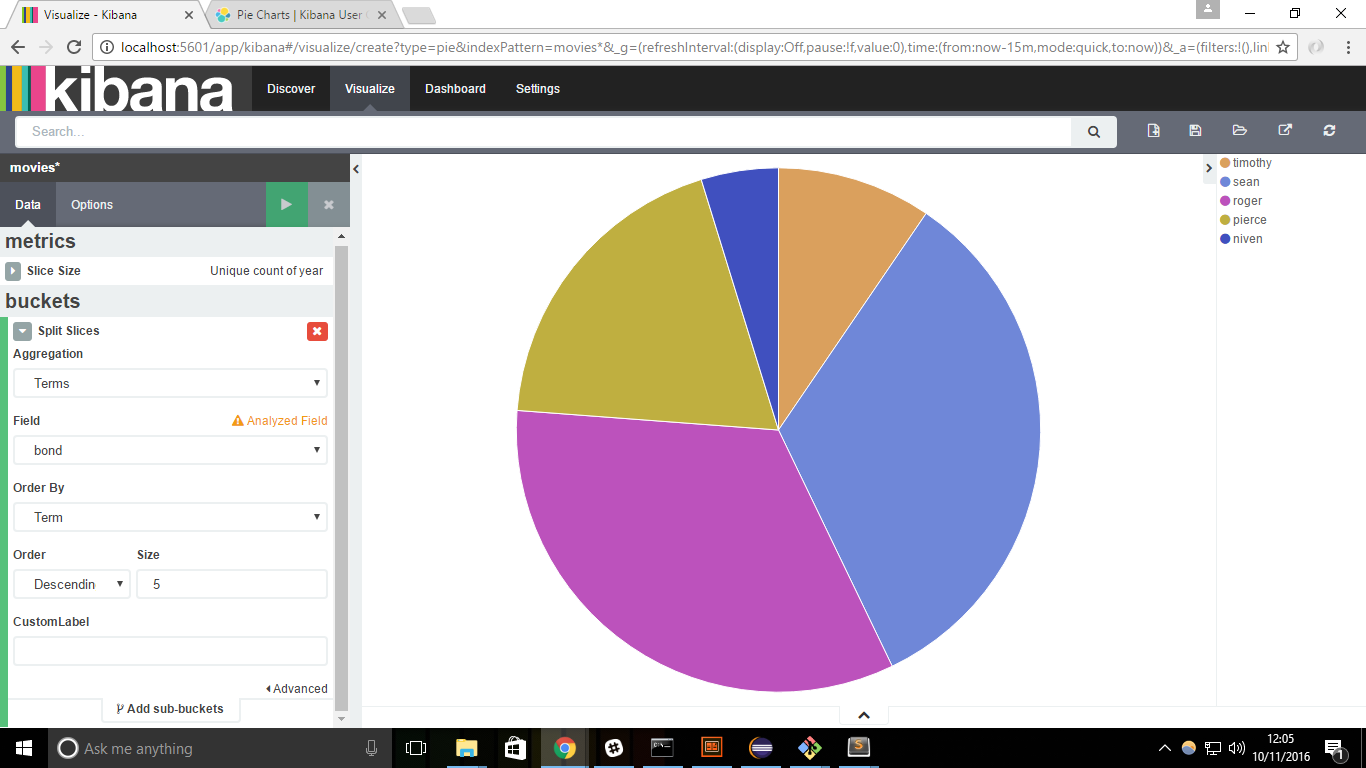 Visualize - Kibana
Pie Charts | Kibana User
localhost:5601/app/kibana#/visualize/create?type=pie&indexPattern=movies*&_g=(refreshInterval:(display:Off,pause:!f,value:0),time:(from:now-15m,mode:quick,to:now))&_a=(filters:!(),lin
kibana
Discover
Visualize
Dashboard
Settings
Search...
movies*
Data
Options
metrics
Slice Size
Unique count of year
buckets
Split Slices
Aggregation
Terms
Field
Analyzed Field
bond
Order By
Term
Order
Size
Descendin
5
CustomLabel
Advanced
Add sub-buckets
timothy
sean
roger
pierce
niven
Ask me anything
12:05
10/11/2016
1